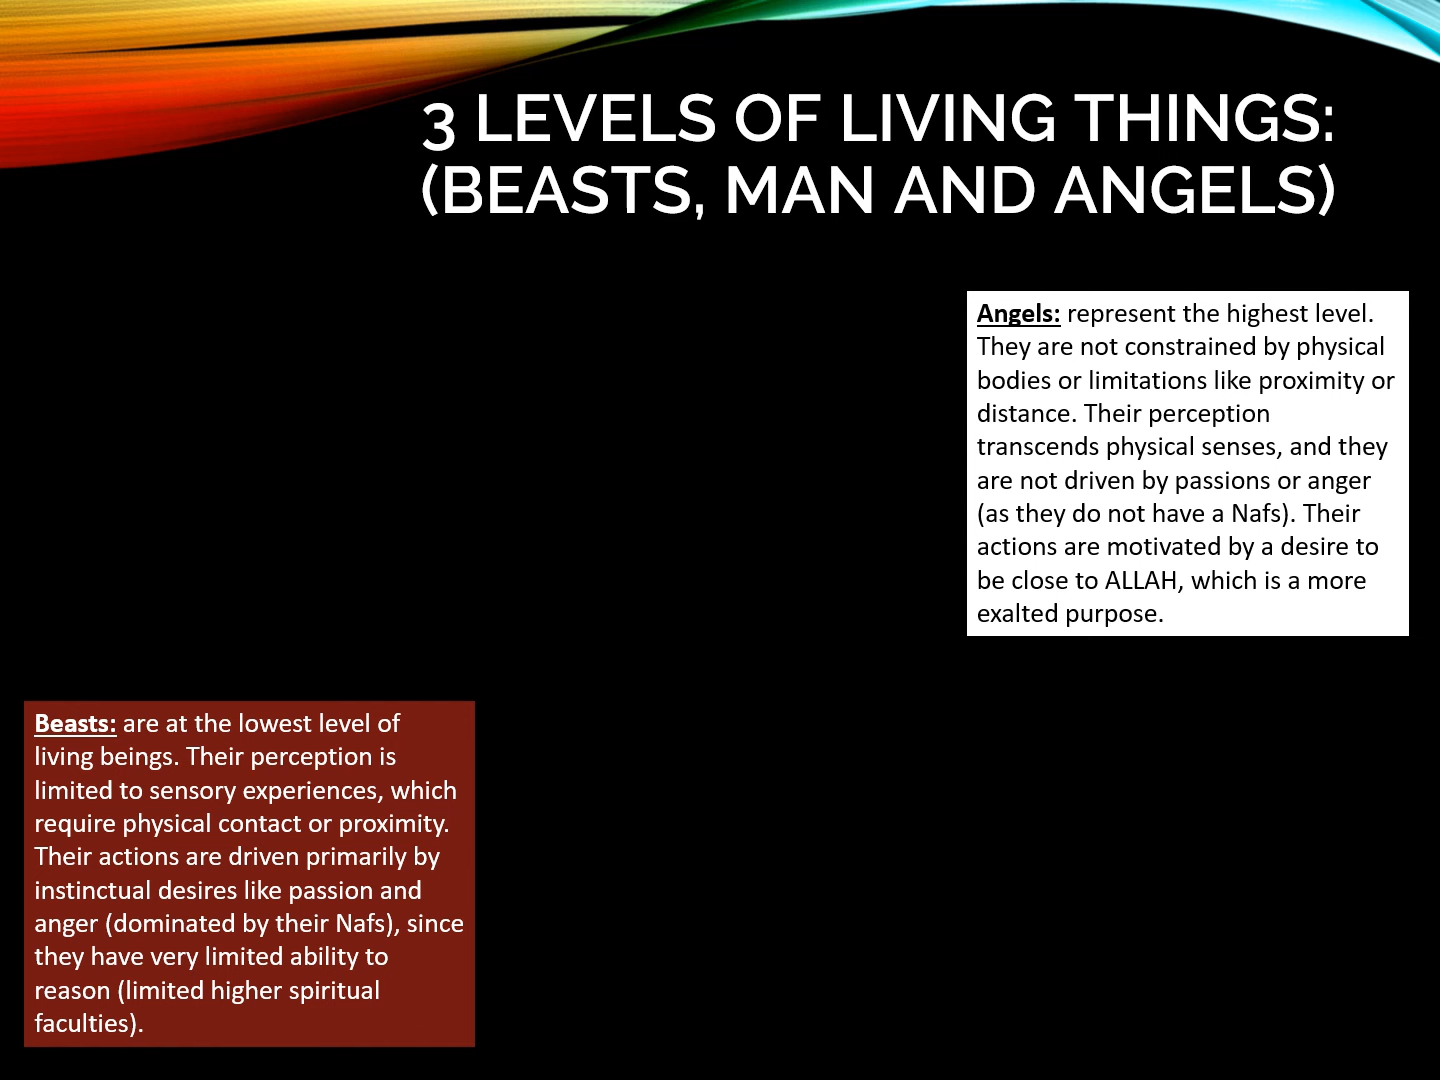 3 LEVELS OF LIVING THINGS:
(BEASTS, MAN AND ANGELS)
Angels: represent the highest level.
They are not constrained by physical
bodies or limitations like proximity or
distance. Their perception
transcends physical senses, and they
are not driven by passions or anger
(as they do not have a Nafs). Their
actions are motivated by a desire to
be close to ALLAH, which is a more
exalted purpose.
Beasts: are at the lowest level of
living beings. Their perception is
limited to sensory experiences, which
require physical contact or proximity.
Their actions are driven primarily by
instinctual desires like passion and
anger (dominated by their Nafs), since
they have very limited ability to
reason (limited higher spiritual
faculties).